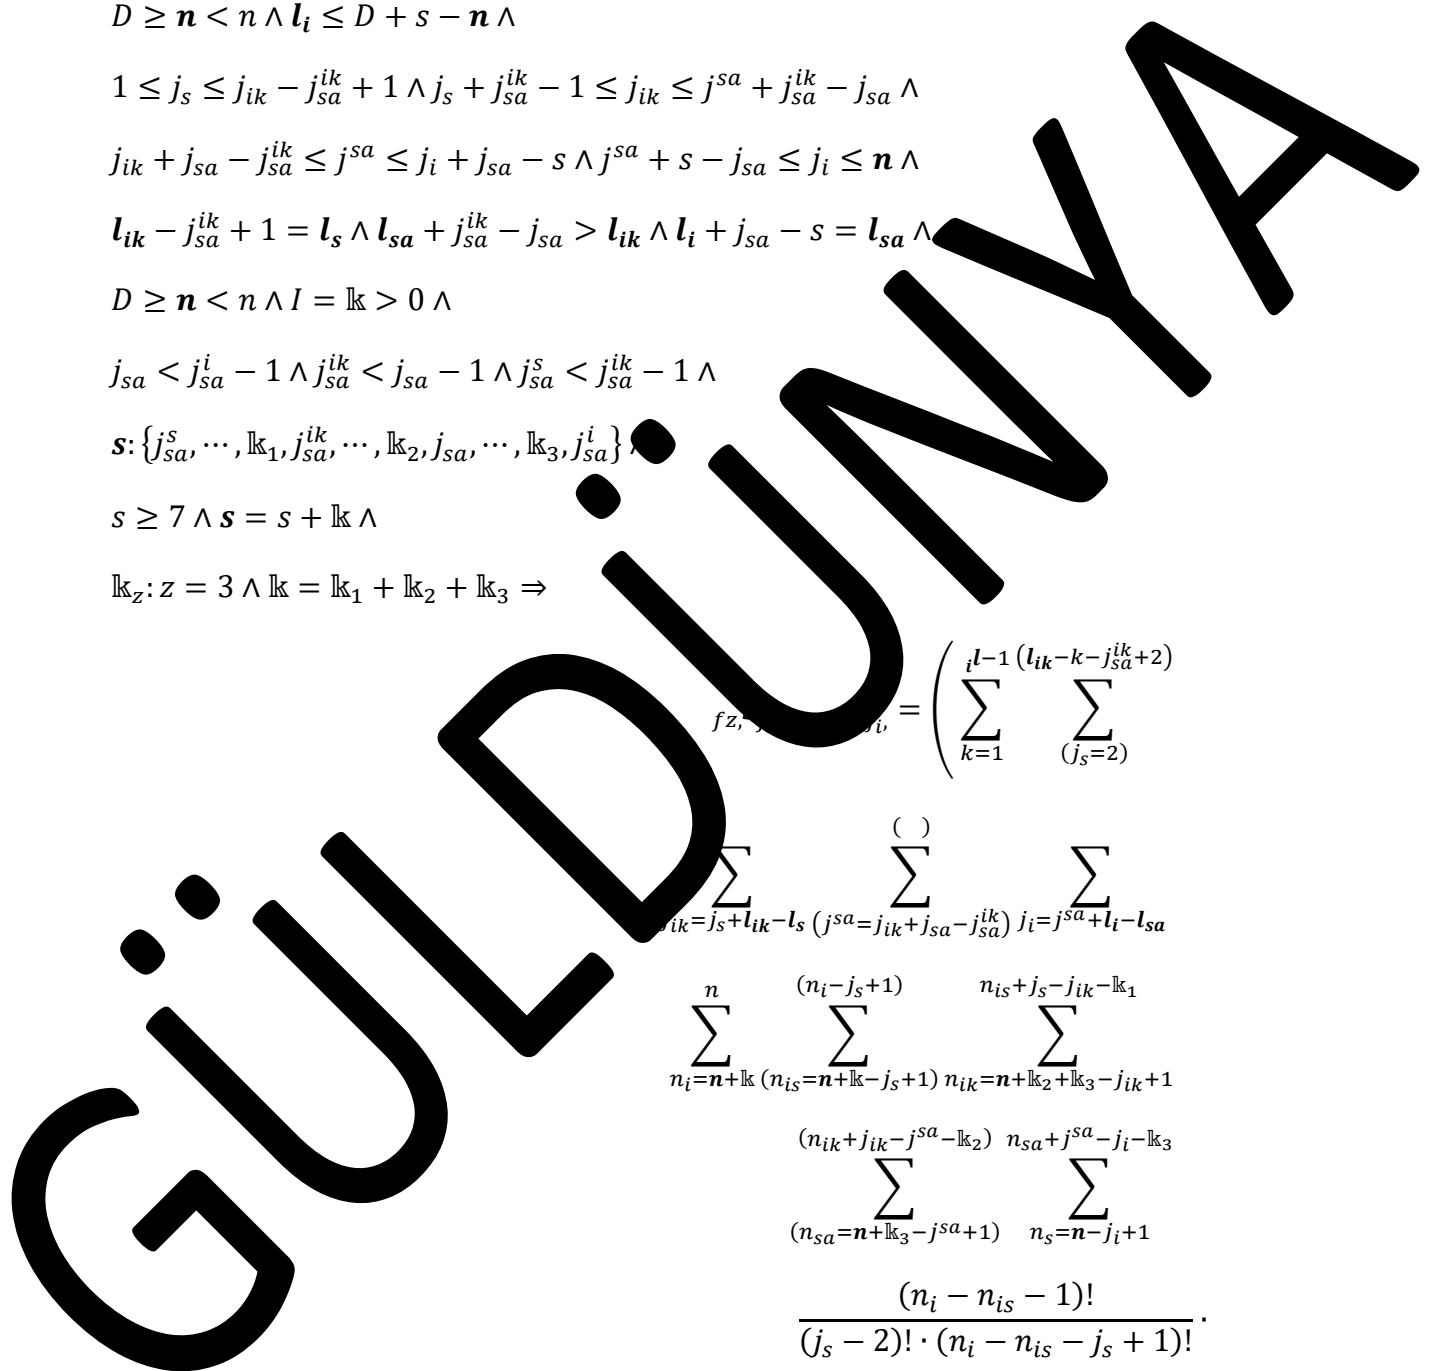 D ≥ 𝒏 < n ∧ 𝒍ᵢ ≤ D + s − 𝒏 ∧
1 ≤ j_s ≤ j_{ik} − j_{sa}^{ik} + 1 ∧ j_s + j_{sa}^{ik} − 1 ≤ j_{ik} ≤ j^{sa} + j_{sa}^{ik} − j_{sa} ∧
j_{ik} + j_{sa} − j_{sa}^{ik} ≤ j^{sa} ≤ j_i + j_{sa} − s ∧ j^{sa} + s − j_{sa} ≤ j_i ≤ 𝒏 ∧
𝒍_{𝒊𝒌} − j_{sa}^{ik} + 1 = 𝒍_𝒔 ∧ 𝒍_{𝒔𝒂} + j_{sa}^{ik} − j_{sa} > 𝒍_{𝒊𝒌} ∧ 𝒍_𝒊 + j_{sa} − s = 𝒍_{𝒔𝒂} ∧
D ≥ 𝒏 < n ∧ I = 𝕜 > 0 ∧
j_{sa} < j_{sa}^{i} − 1 ∧ j_{sa}^{ik} < j_{sa} − 1 ∧ j_{sa}^{s} < j_{sa}^{ik} − 1 ∧
𝒔: {j_{sa}^{s}, ⋯, 𝕜_1, j_{sa}^{ik}, ⋯, 𝕜_2, j_{sa}, ⋯, 𝕜_3, j_{sa}^{i}}
s ≥ 7 ∧ 𝒔 = s + 𝕜 ∧
𝕜_z: z = 3 ∧ 𝕜 = 𝕜_1 + 𝕜_2 + 𝕜_3 ⇒
fz, i, = ( ∑_{k=1}^{_𝒊𝒍−1} ∑_{(j_s=2)}^{(𝒍_{𝒊𝒌}−k−j_{sa}^{ik}+2)}
∑_{j_{ik}=j_s+𝒍_{𝒊𝒌}−𝒍_𝒔} ∑_{(j^{sa}=j_{ik}+j_{sa}−j_{sa}^{ik})}^{( )} ∑_{j_i=j^{sa}+𝒍_𝒊−𝒍_{𝒔𝒂}}
∑_{n_i=𝒏+𝕜}^{n} ∑_{(n_{is}=𝒏+𝕜−j_s+1)}^{(n_i−j_s+1)} ∑_{n_{ik}=𝒏+𝕜_2+𝕜_3−j_{ik}+1}^{n_{is}+j_s−j_{ik}−𝕜_1}
∑_{(n_{sa}=𝒏+𝕜_3−j^{sa}+1)}^{(n_{ik}+j_{ik}−j^{sa}−𝕜_2)} ∑_{n_s=𝒏−j_i+1}^{n_{sa}+j^{sa}−j_i−𝕜_3}
(n_i − n_{is} − 1)!
(j_s − 2)! · (n_i − n_{is} − j_s + 1)! ·
GÜLDÜNYA